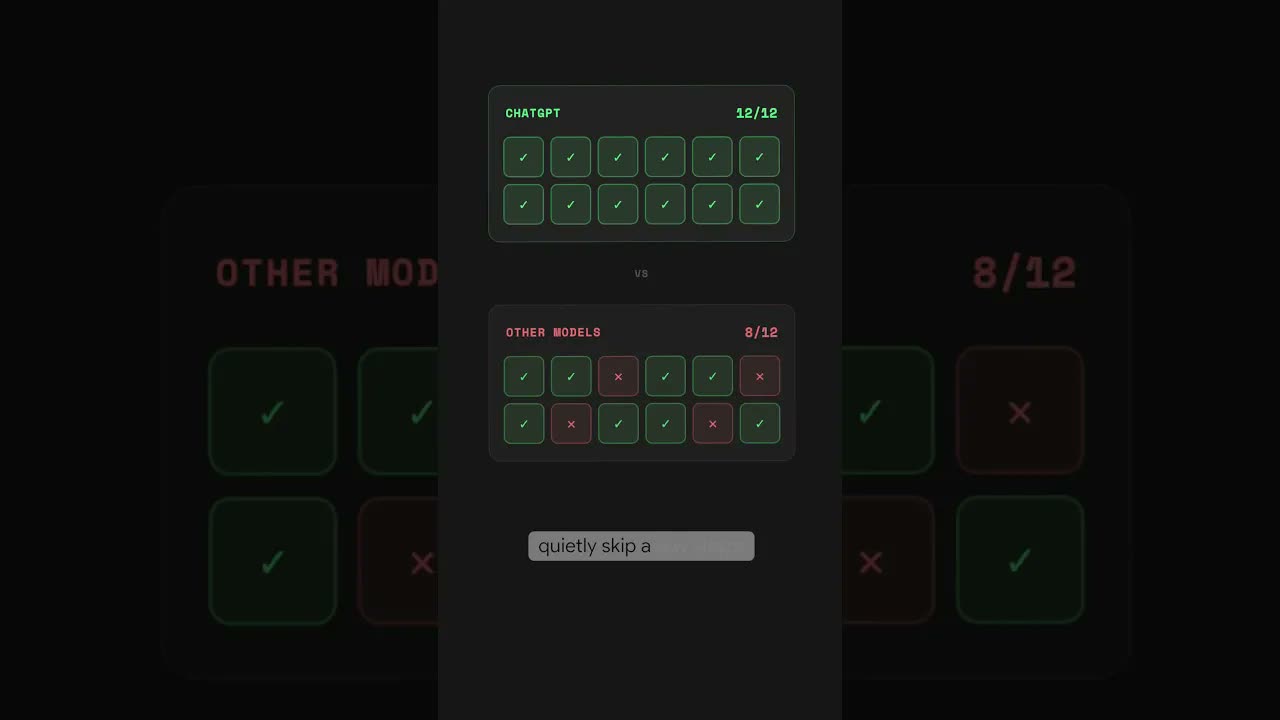 CHATGPT 12/12
✓ ✓ ✓ ✓ ✓ ✓
✓ ✓ ✓ ✓ ✓ ✓
VS
OTHER MODELS 8/12
✓ ✓ × ✓ ✓ ×
✓ × ✓ ✓ × ✓
quietly skip a
OTHER MOD 8/12